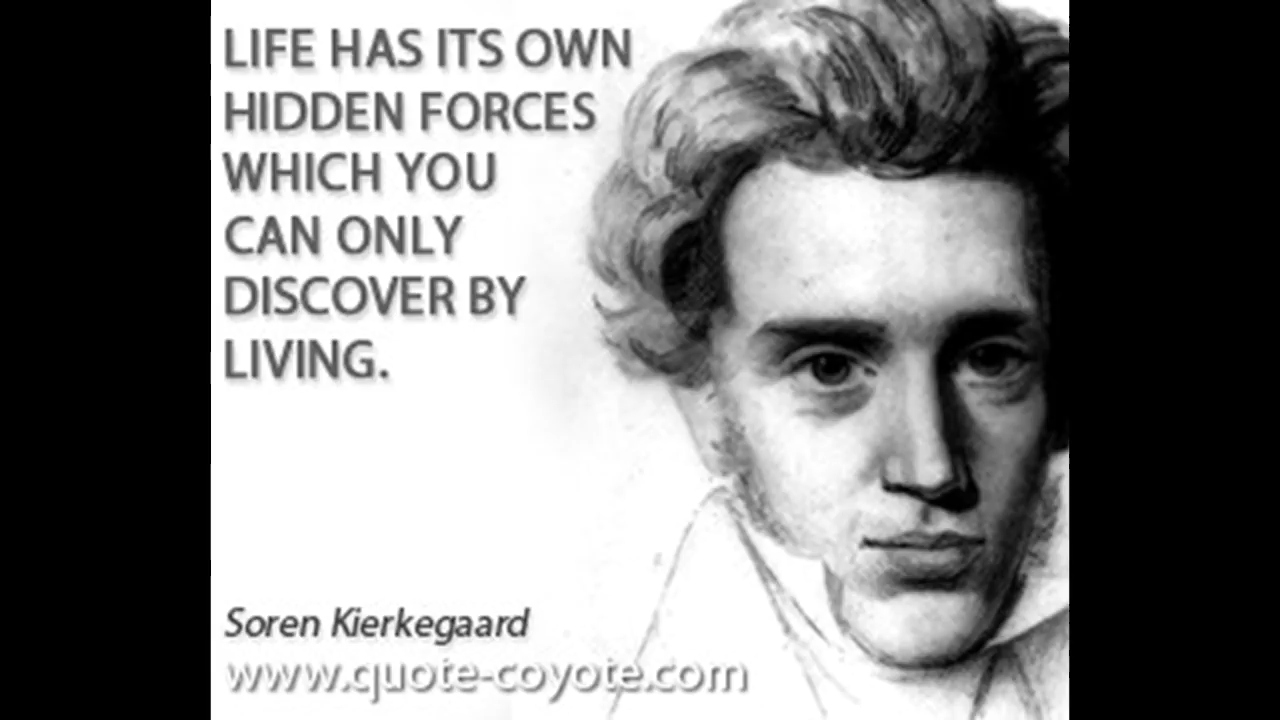 LIFE HAS ITS OWN
HIDDEN FORCES
WHICH YOU
CAN ONLY
DISCOVER BY
LIVING.
Soren Kierkegaard
www.quote-coyote.com